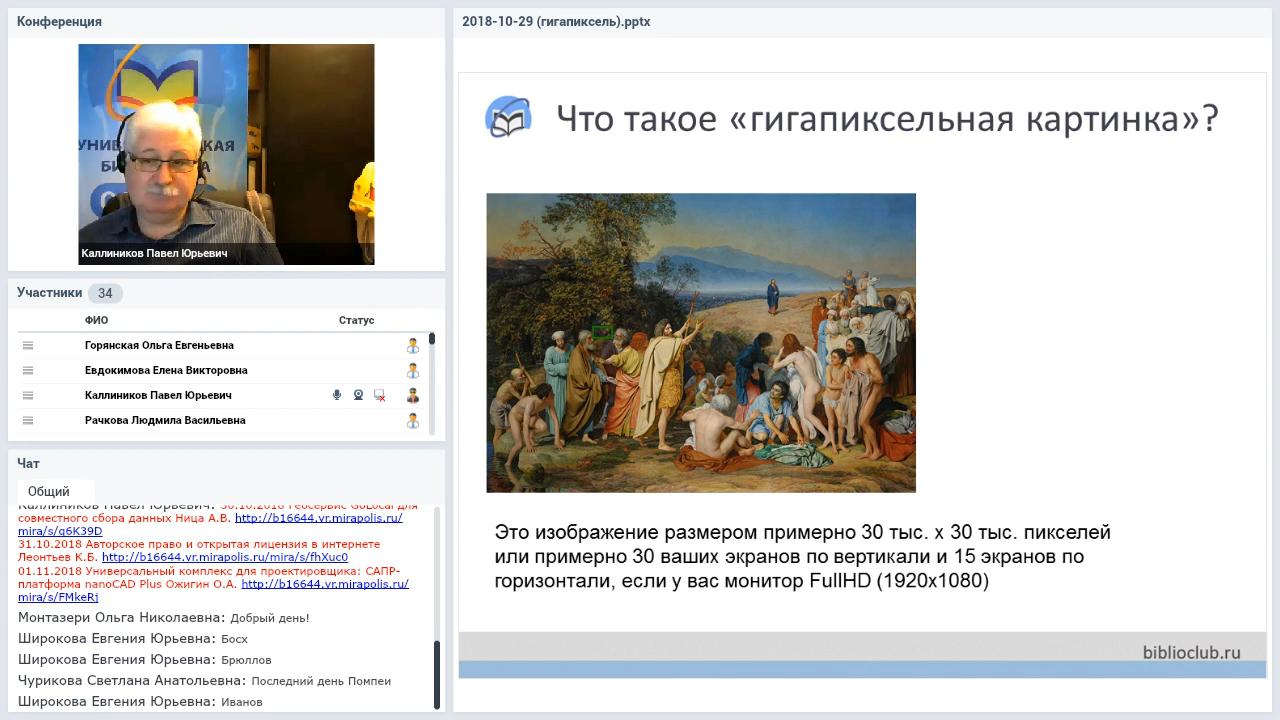 Конференция
УНИВ
СКАЯ
БИ
А
Каллиников Павел Юрьевич
Участники 34
ФИО Статус
Горянская Ольга Евгеньевна
Евдокимова Елена Викторовна
Каллиников Павел Юрьевич
Рачкова Людмила Васильевна
Чат
Общий
Каллиников Павел Юрьевич: 30.10.2018 Геосервис GoLocal для
совместного сбора данных Ница А.В. http://b16644.vr.mirapolis.ru/
mira/s/q6K39D
31.10.2018 Авторское право и открытая лицензия в интернете
Леонтьев К.Б. http://b16644.vr.mirapolis.ru/mira/s/fhXuc0
01.11.2018 Универсальный комплекс для проектировщика: САПР-
платформа nanoCAD Plus Ожигин О.А. http://b16644.vr.mirapolis.ru/
mira/s/FMkeRj
Монтазери Ольга Николаевна: Добрый день!
Широкова Евгения Юрьевна: Босх
Широкова Евгения Юрьевна: Брюллов
Чурикова Светлана Анатольевна: Последний день Помпеи
Широкова Евгения Юрьевна: Иванов
2018-10-29 (гигапиксель).pptx
Что такое «гигапиксельная картинка»?
Это изображение размером примерно 30 тыс. x 30 тыс. пикселей
или примерно 30 ваших экранов по вертикали и 15 экранов по
горизонтали, если у вас монитор FullHD (1920x1080)
biblioclub.ru